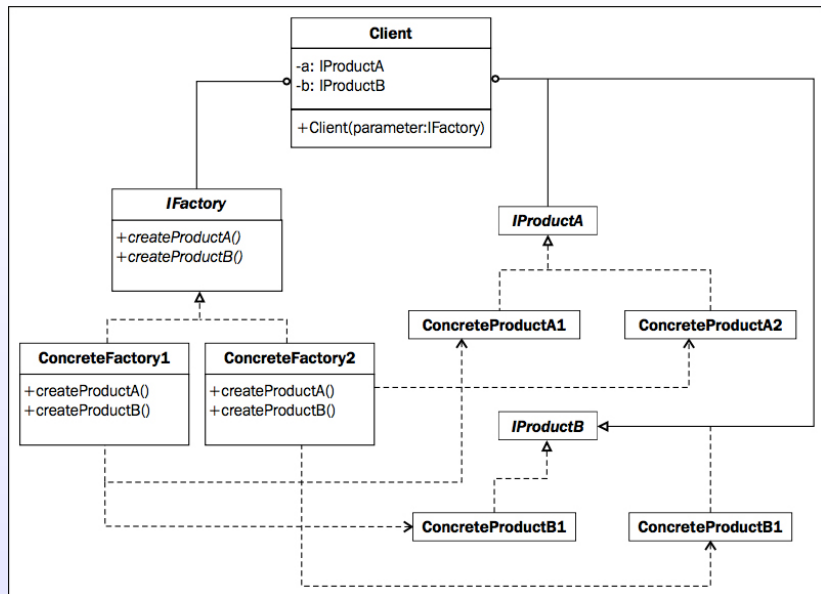 Client
-a: IProductA
-b: IProductB
+Client(parameter:IFactory)
IFactory
+createProductA()
+createProductB()
IProductA
ConcreteProductA1
ConcreteProductA2
ConcreteFactory1
+createProductA()
+createProductB()
ConcreteFactory2
+createProductA()
+createProductB()
IProductB
ConcreteProductB1
ConcreteProductB1